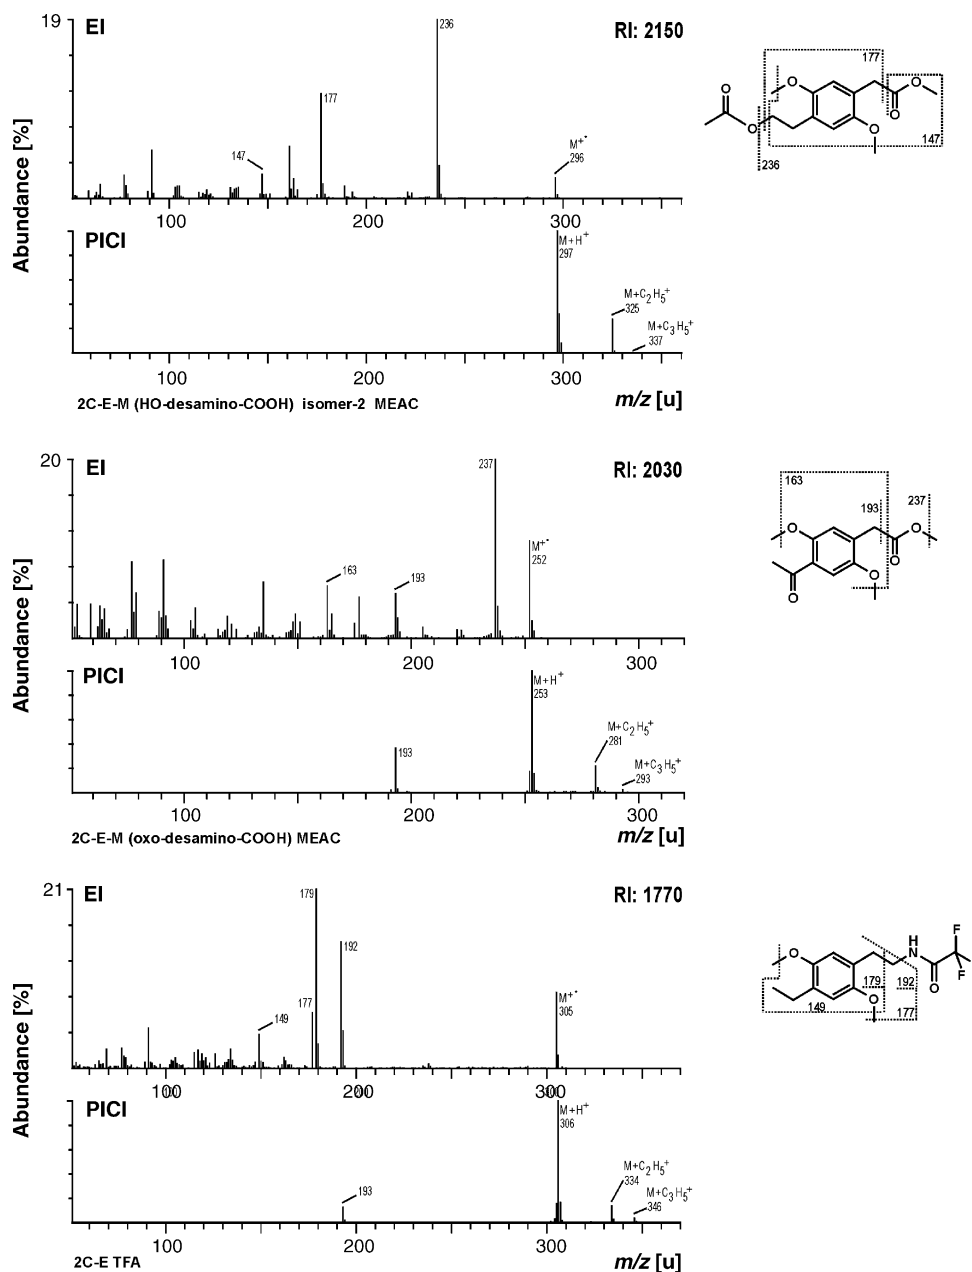 19
EI
RI: 2150
236
177
147
M+•
296
Abundance [%]
100
200
300
PICI
M+H+
297
M+C2H5+
325
M+C3H5+
337
100
200
300
m/z [u]
2C-E-M (HO-desamino-COOH) isomer-2 MEAC
177
O
O
O
O
O
O
147
236
20
EI
RI: 2030
237
M+•
252
163
193
Abundance [%]
100
200
300
PICI
M+H+
253
193
M+C2H5+
281
M+C3H5+
293
100
200
300
m/z [u]
2C-E-M (oxo-desamino-COOH) MEAC
163
193
237
O
O
O
O
O
21
EI
RI: 1770
179
192
177
149
M+•
305
Abundance [%]
100
200
300
PICI
M+H+
306
193
M+C2H5+
334
M+C3H5+
346
100
200
300
m/z [u]
2C-E TFA
H
N
F
F
O
O
O
179
192
149
177